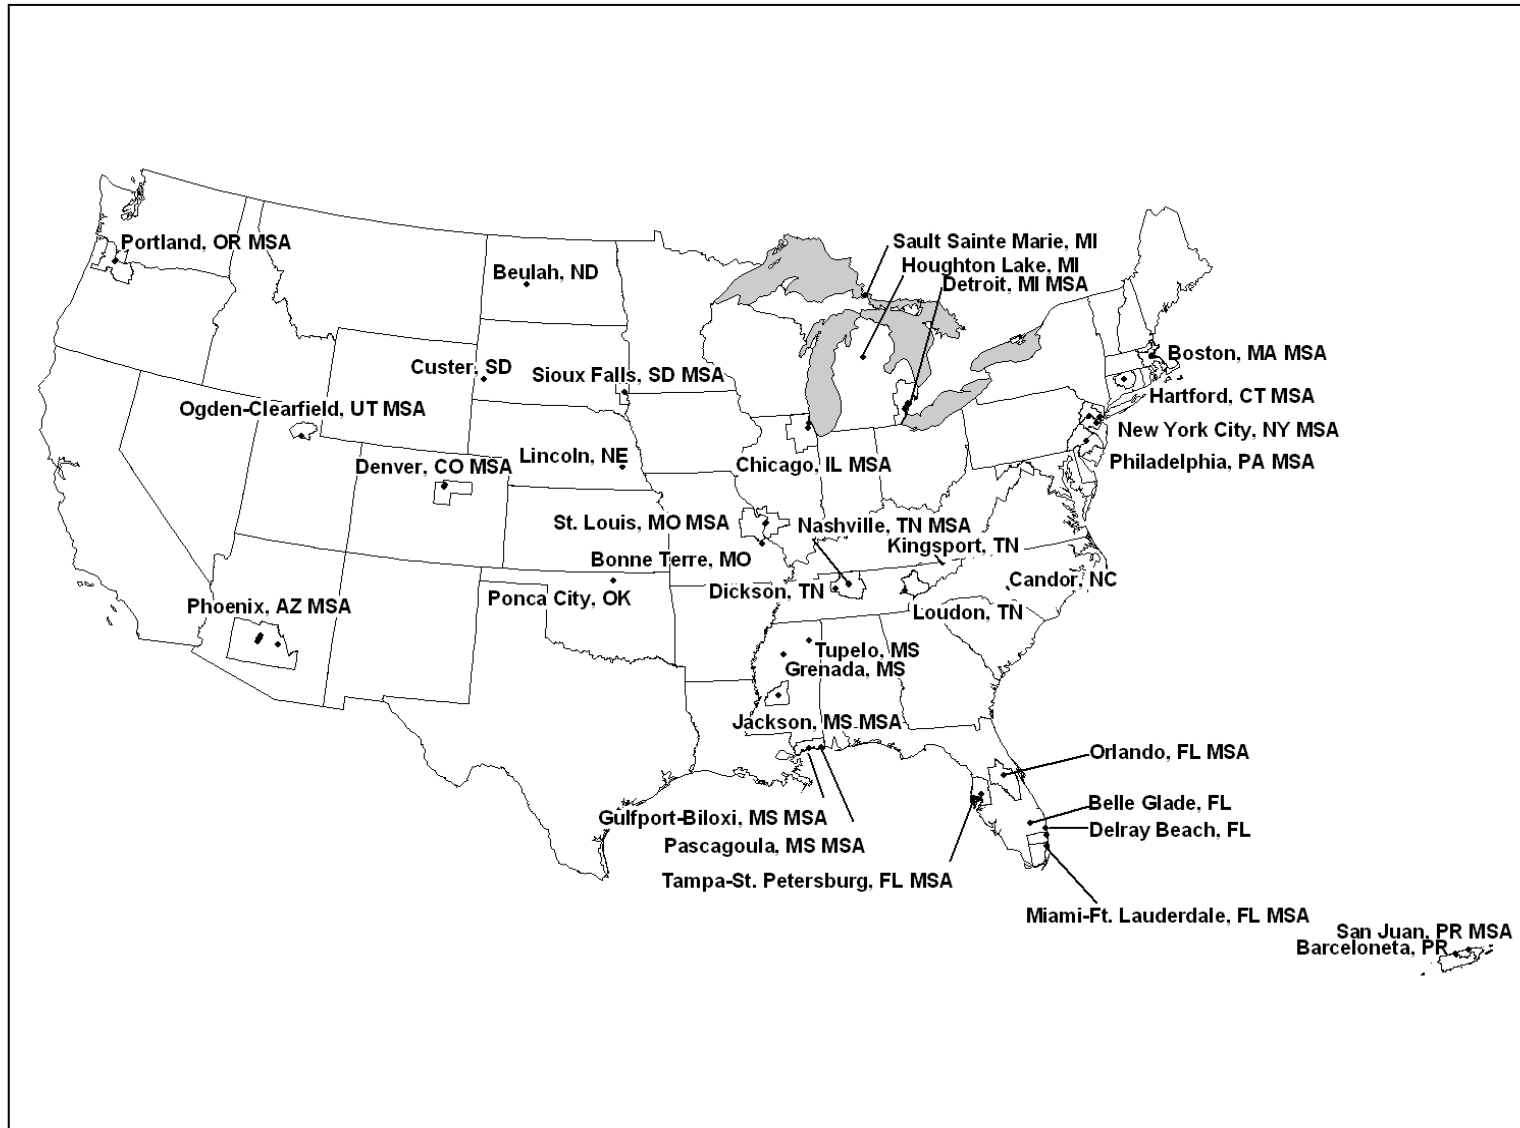 Portland, OR MSA
Sault Sainte Marie, MI
Houghton Lake, MI
Beulah, ND
Detroit, MI MSA
Boston, MA MSA
Custer, SD
Sioux Falls, SD MSA
Hartford, CT MSA
Ogden-Clearfield, UT MSA
New York City, NY MSA
Lincoln, NE
Philadelphia, PA MSA
Denver, CO MSA
Chicago, IL MSA
St. Louis, MO MSA
Nashville, TN MSA
Kingsport, TN
Bonne Terre, MO
Candor, NC
Dickson, TN
Ponca City, OK
Phoenix, AZ MSA
Loudon, TN
Tupelo, MS
Grenada, MS
Jackson, MS MSA
Orlando, FL MSA
Belle Glade, FL
Gulfport-Biloxi, MS MSA
Delray Beach, FL
Pascagoula, MS MSA
Tampa-St. Petersburg, FL MSA
Miami-Ft. Lauderdale, FL MSA
San Juan, PR MSA
Barceloneta, PR